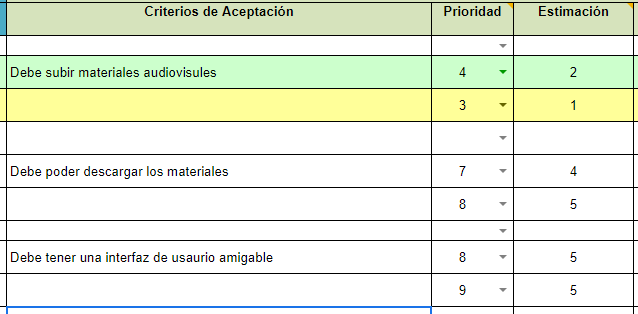 Criterios de Aceptación Prioridad Estimación
Debe subir materiales audiovisules 4 2
3 1
Debe poder descargar los materiales 7 4
8 5
Debe tener una interfaz de usaurio amigable 8 5
9 5